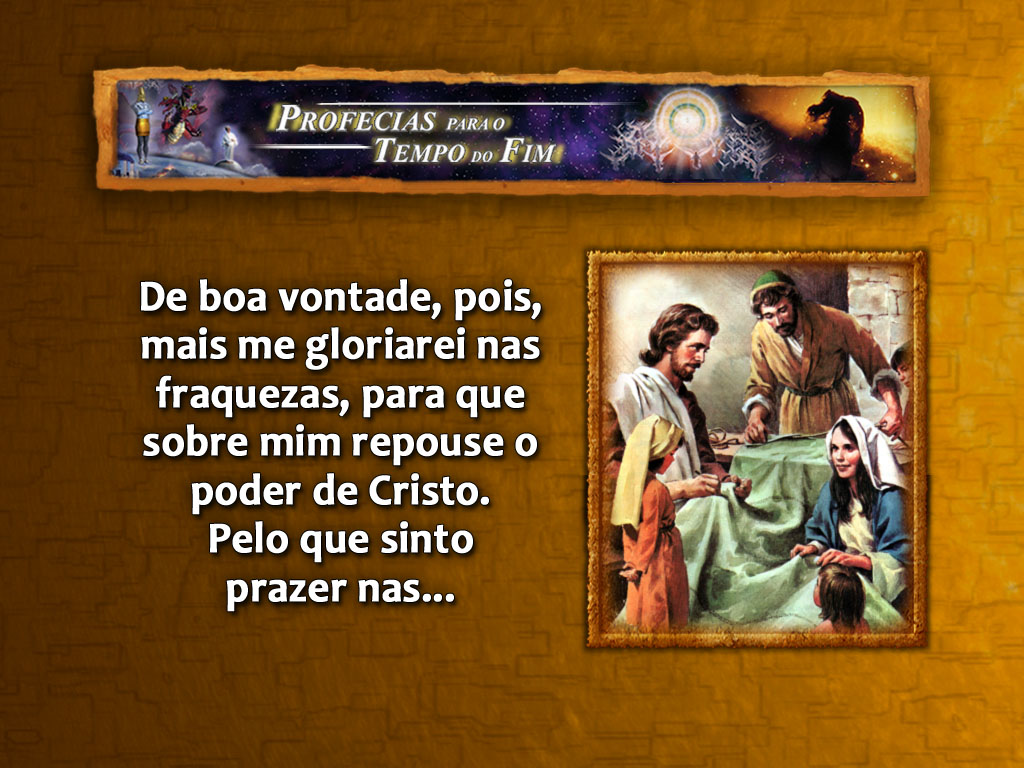 PROFECIAS PARA O
TEMPO DO FIM
De boa vontade, pois,
mais me gloriarei nas
fraquezas, para que
sobre mim repouse o
poder de Cristo.
Pelo que sinto
prazer nas...